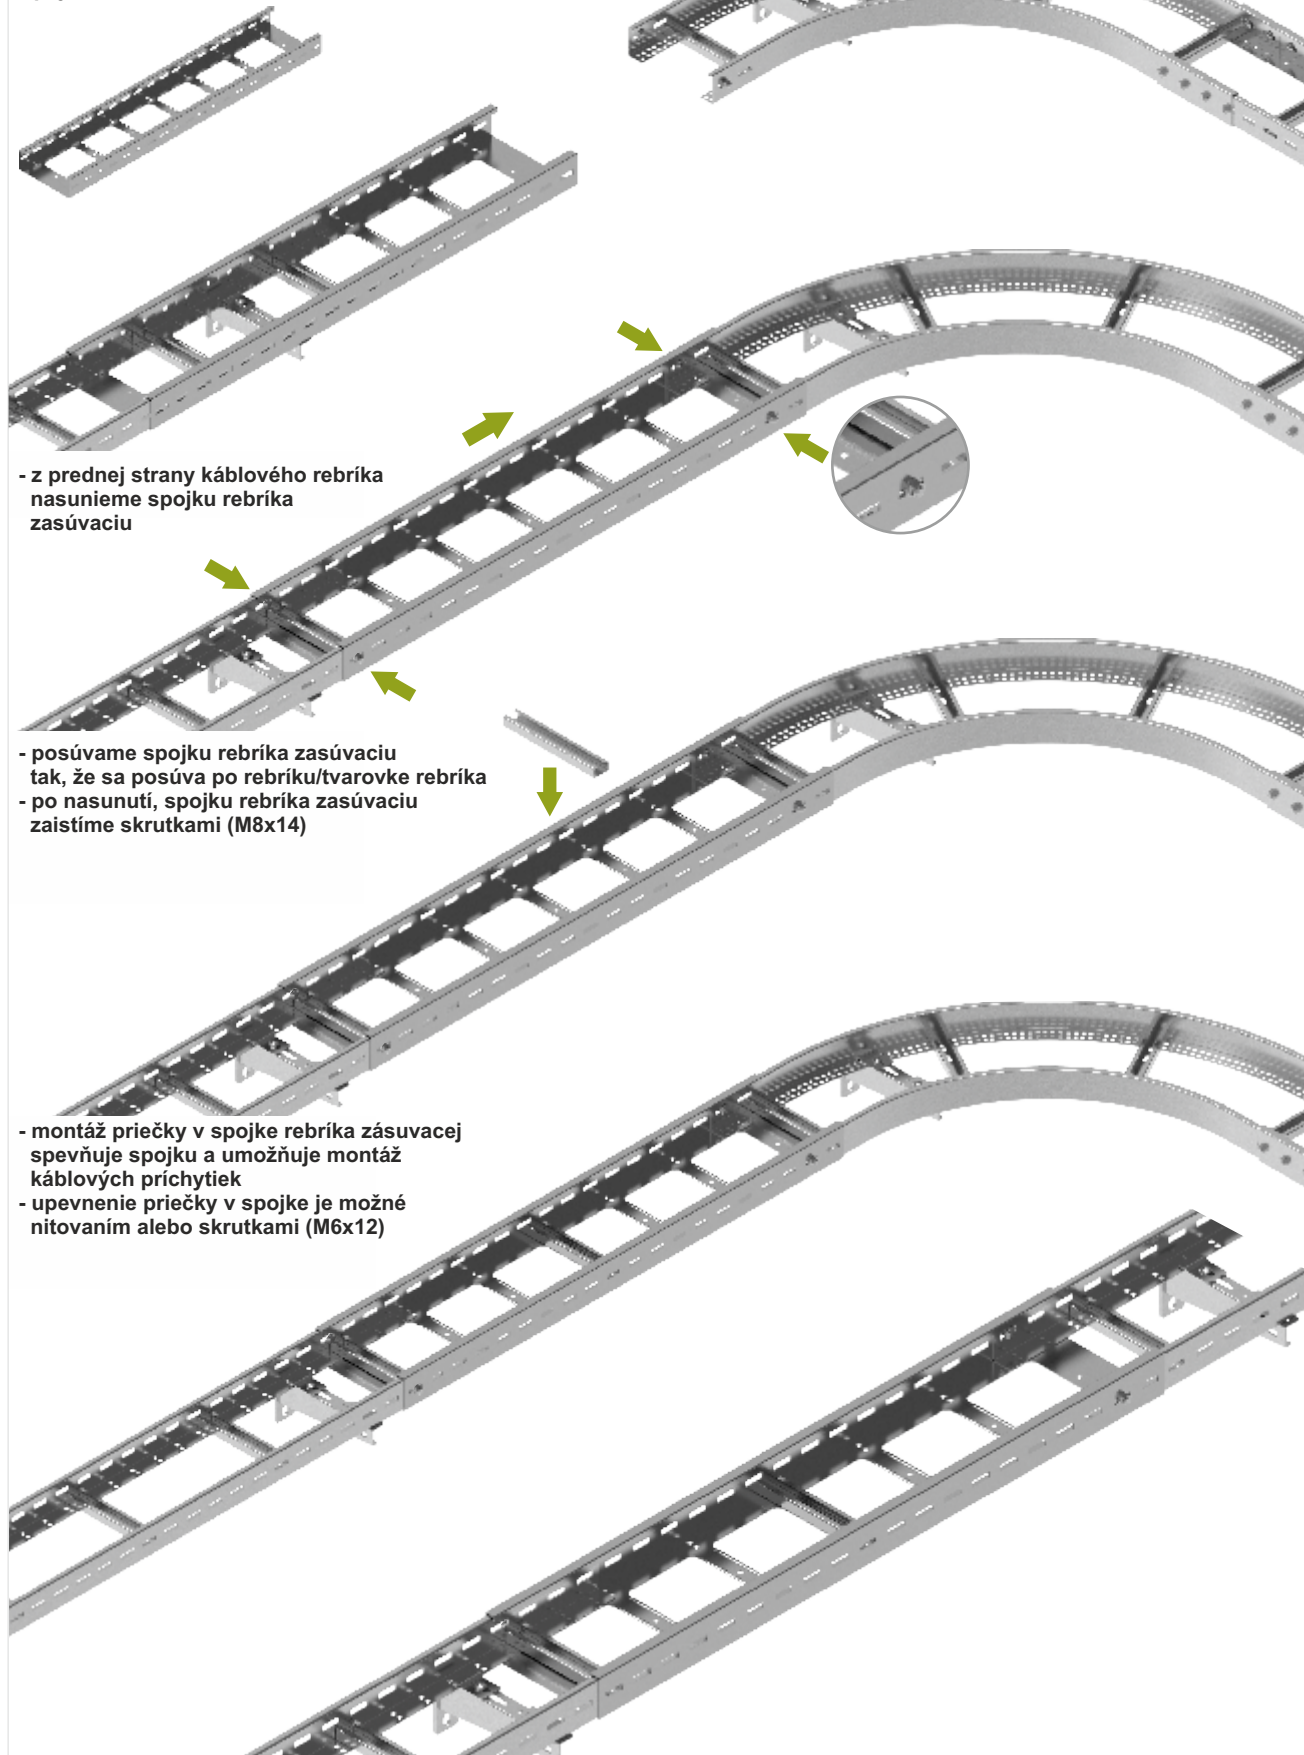 - z prednej strany káblového rebríka
nasunieme spojku rebríka
zasúvaciu
- posúvame spojku rebríka zasúvaciu
tak, že sa posúva po rebríku/tvarovke rebríka
- po nasunutí, spojku rebríka zasúvaciu
zaistíme skrutkami (M8x14)
- montáž priečky v spojke rebríka zásuvacej
spevňuje spojku a umožňuje montáž
káblových príchytiek
- upevnenie priečky v spojke je možné
nitovaním alebo skrutkami (M6x12)